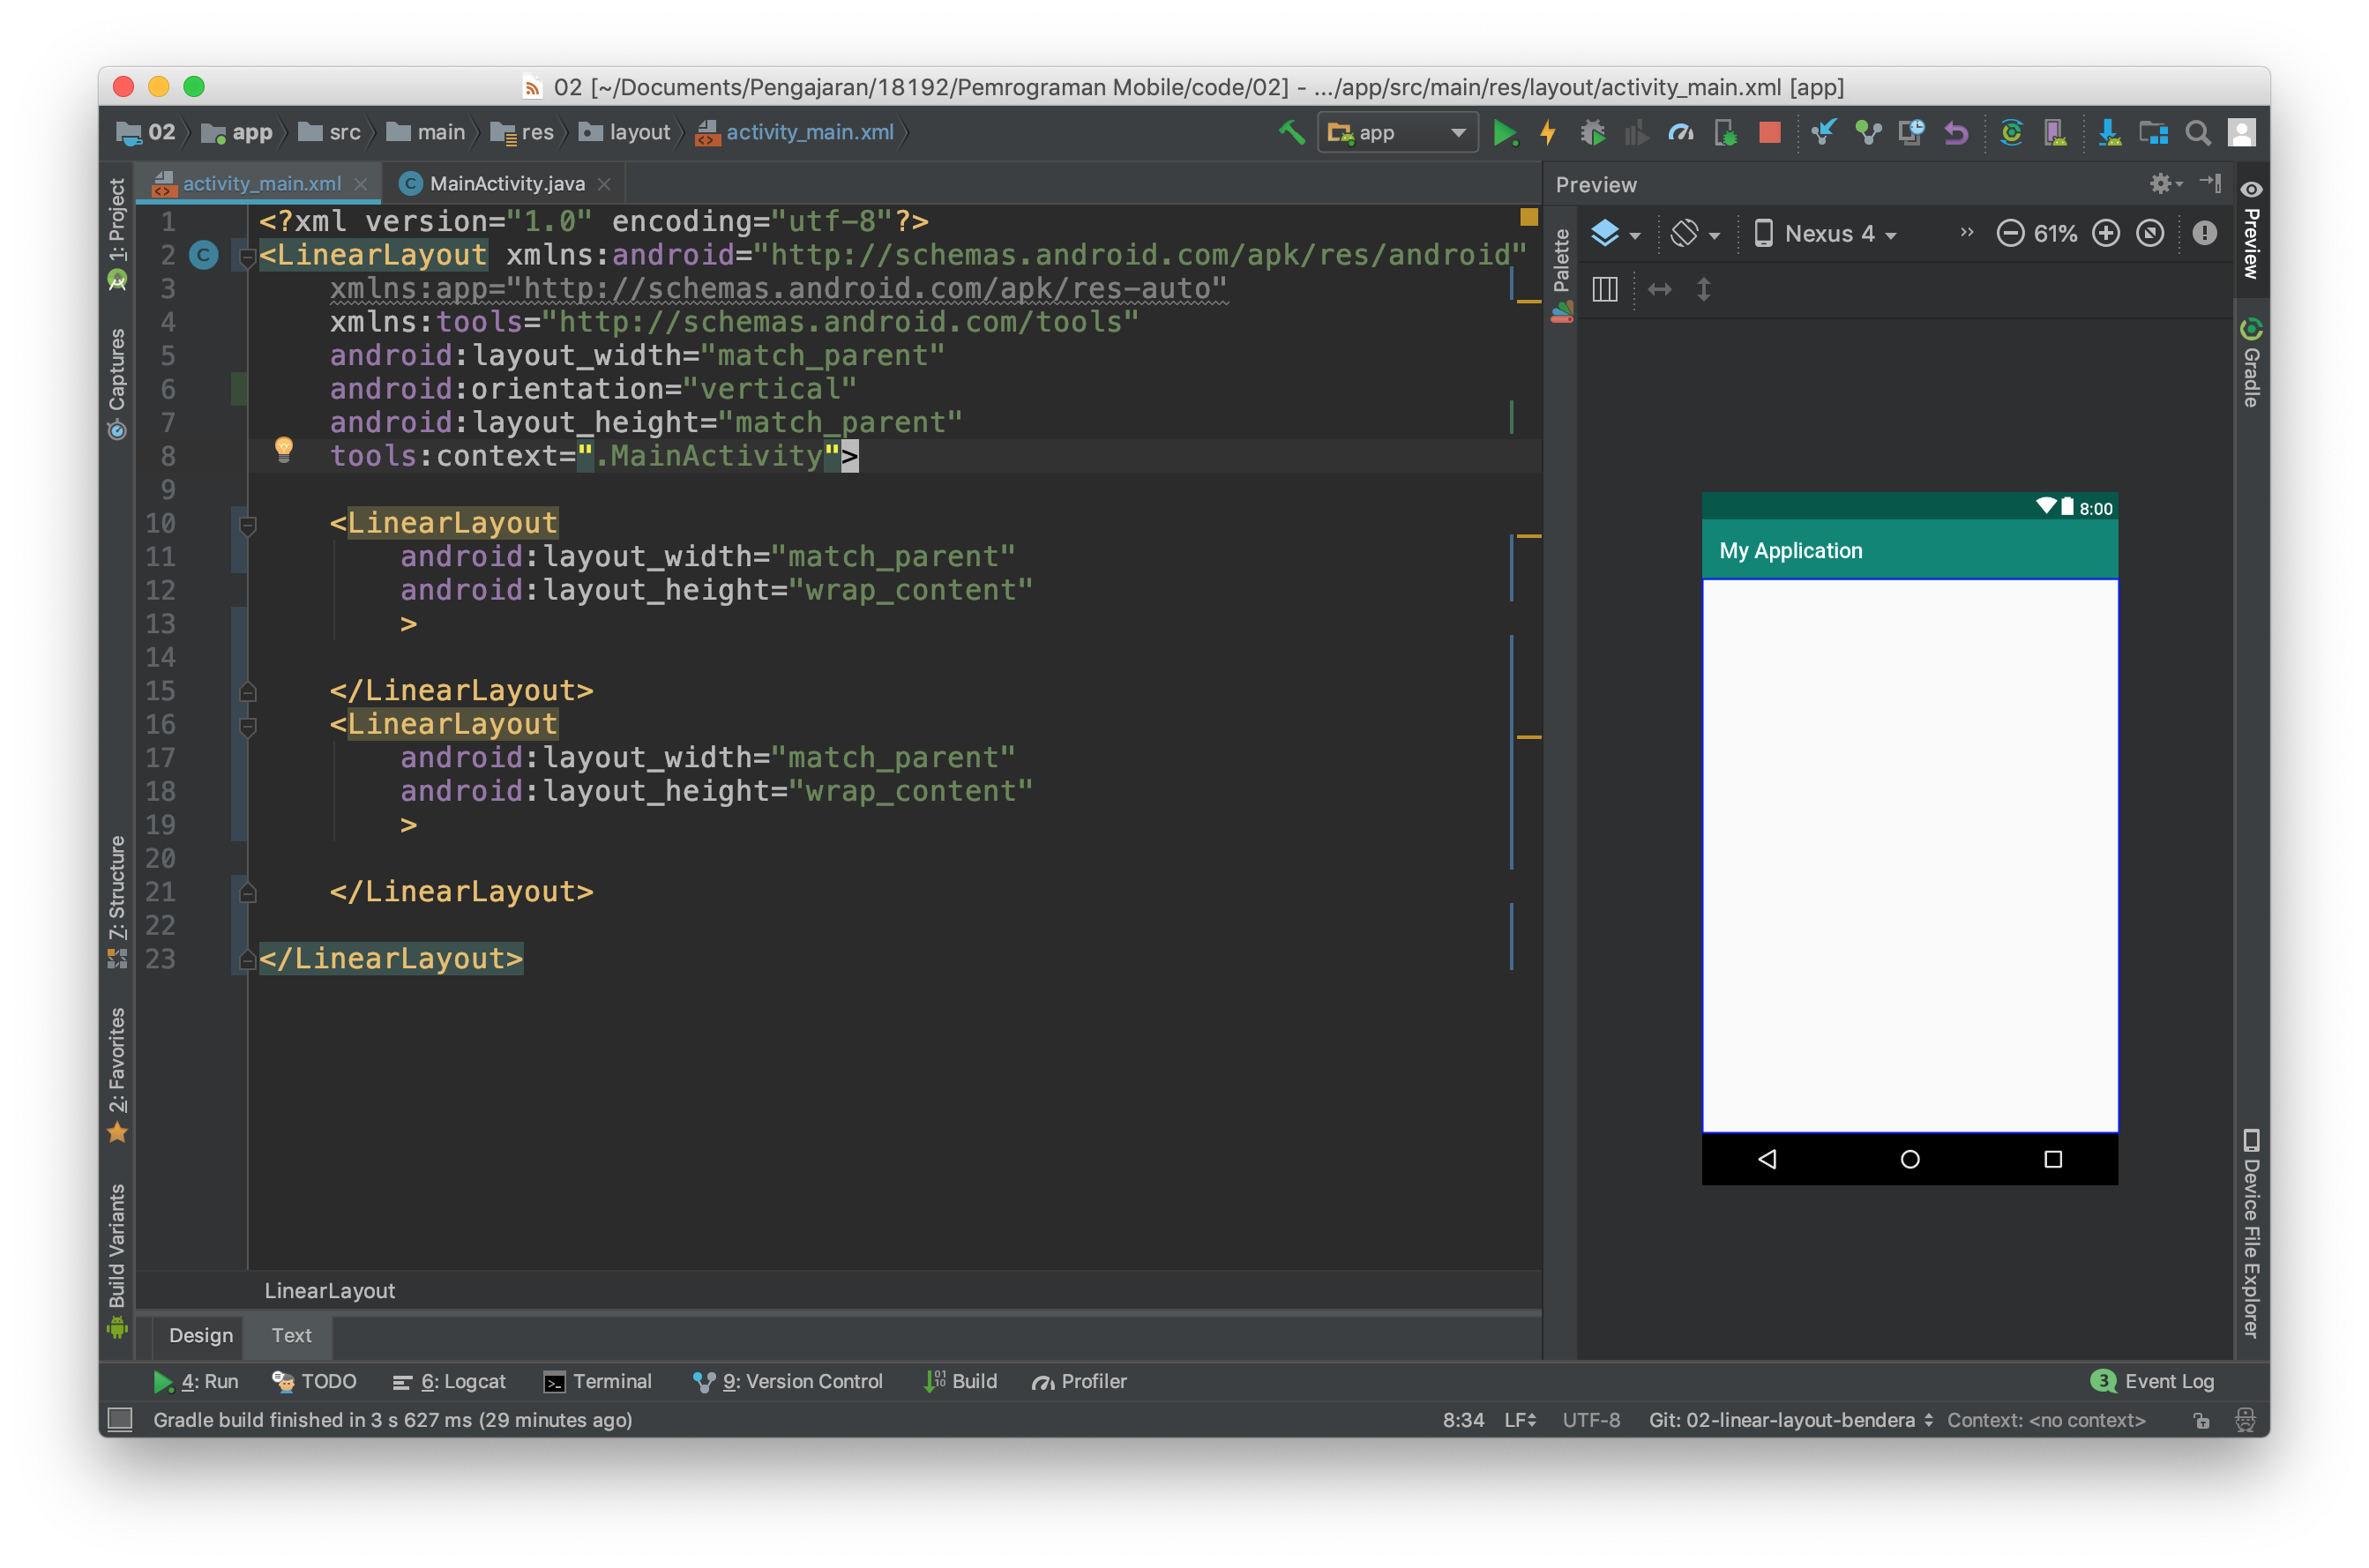 02 [~/Documents/Pengajaran/18192/Pemrograman Mobile/code/02] - .../app/src/main/res/layout/activity_main.xml [app]
02 app src main res layout activity_main.xml app
activity_main.xml MainActivity.java
1 <?xml version="1.0" encoding="utf-8"?>
2 <LinearLayout xmlns:android="http://schemas.android.com/apk/res/android"
3 xmlns:app="http://schemas.android.com/apk/res-auto"
4 xmlns:tools="http://schemas.android.com/tools"
5 android:layout_width="match_parent"
6 android:orientation="vertical"
7 android:layout_height="match_parent"
8 tools:context=".MainActivity">
9
10 <LinearLayout
11 android:layout_width="match_parent"
12 android:layout_height="wrap_content"
13 >
14
15 </LinearLayout>
16 <LinearLayout
17 android:layout_width="match_parent"
18 android:layout_height="wrap_content"
19 >
20
21 </LinearLayout>
22
23 </LinearLayout>
LinearLayout
Design Text
1: Project
Captures
7: Structure
2: Favorites
Build Variants
Preview
Palette
Nexus 4 » 61%
8:00
My Application
Preview
Gradle
Device File Explorer
4: Run TODO 6: Logcat Terminal 9: Version Control Build Profiler 3 Event Log
Gradle build finished in 3 s 627 ms (29 minutes ago) 8:34 LF UTF-8 Git: 02-linear-layout-bendera Context: <no context>